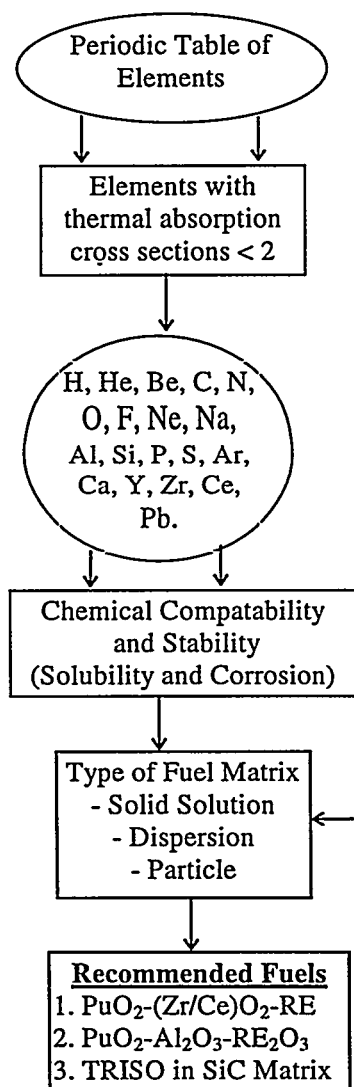 Periodic Table of
Elements
Elements with
thermal absorption
cross sections < 2
H, He, Be, C, N,
O, F, Ne, Na,
Al, Si, P, S, Ar,
Ca, Y, Zr, Ce,
Pb.
Chemical Compatability
and Stability
(Solubility and Corrosion)
Type of Fuel Matrix
- Solid Solution
- Dispersion
- Particle
Recommended Fuels
1. PuO₂-(Zr/Ce)O₂-RE
2. PuO₂-Al₂O₃-RE₂O₃
3. TRISO in SiC Matrix